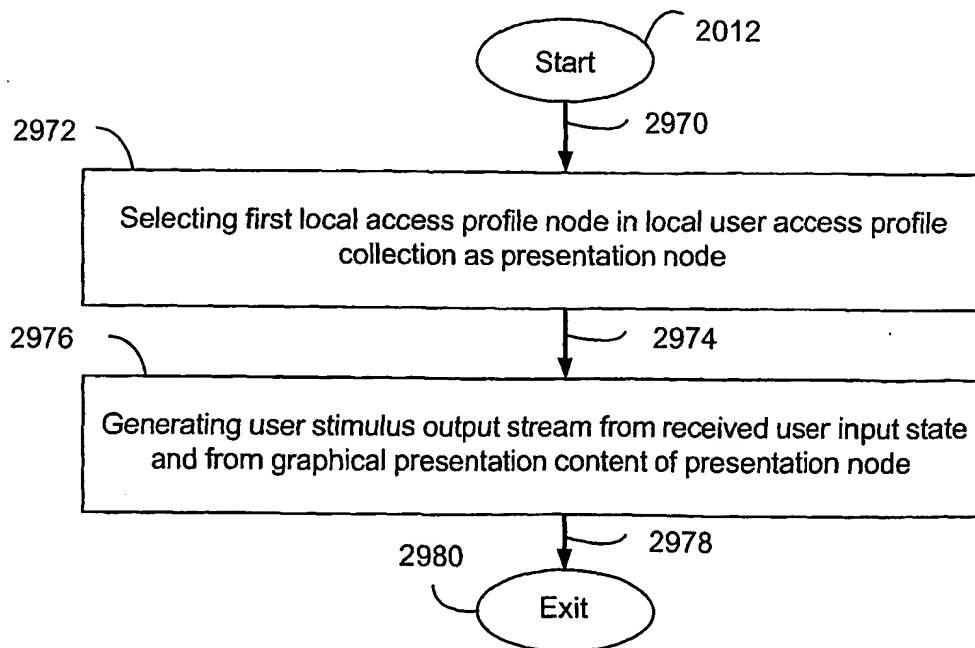 2012
Start
2970
2972
Selecting first local access profile node in local user access profile
collection as presentation node
2974
2976
Generating user stimulus output stream from received user input state
and from graphical presentation content of presentation node
2978
2980
Exit